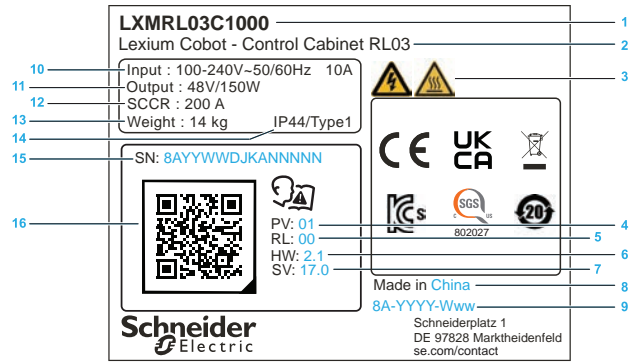 LXMRL03C1000
1
Lexium Cobot - Control Cabinet RL03
2
10
Input : 100-240V~50/60Hz 10A
3
11
Output : 48V/150W
12
SCCR : 200 A
13
Weight : 14 kg
IP44/Type1
14
15
SN: 8AYYWWDJKANNNNN
CE
UK
CA
16
KC s
SGS
c us
802027
20
PV: 01
4
RL: 00
5
HW: 2.1
6
SV: 17.0
7
Made in China
8
8A-YYYY-Www
9
Schneider
Electric
Schneiderplatz 1
DE 97828 Marktheidenfeld
se.com/contact